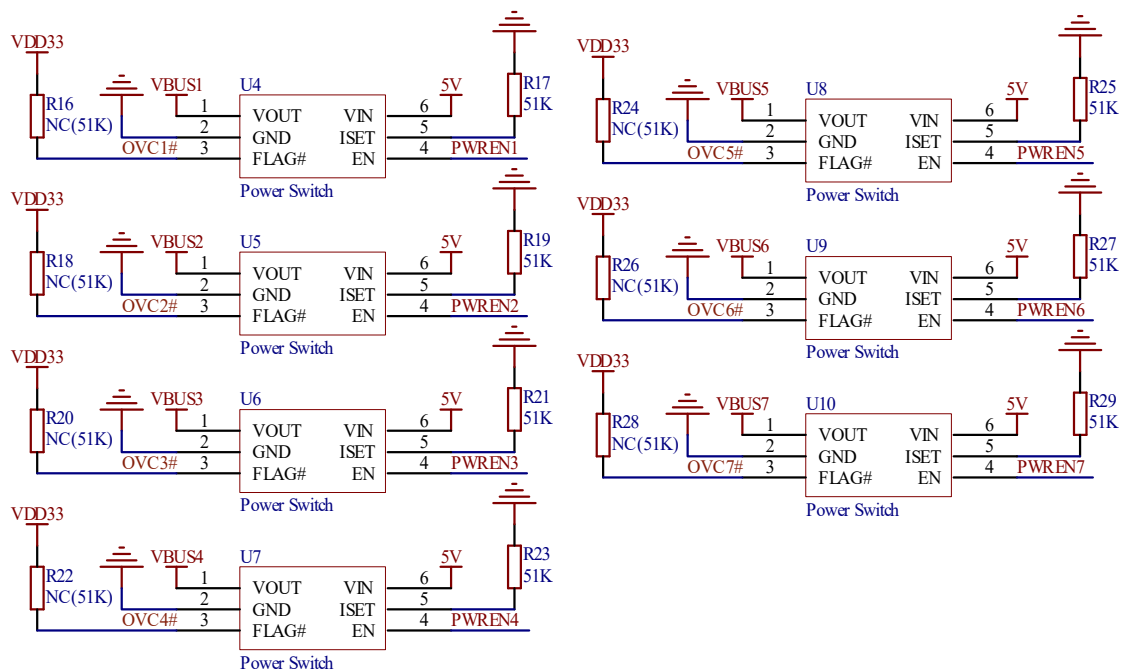 VDD33
R16
NC(51K)
VBUS1
OVC1#
U4
1 VOUT VIN 6
2 GND ISET 5
3 FLAG# EN 4
Power Switch
5V
PWREN1
R17
51K
VDD33
R18
NC(51K)
VBUS2
OVC2#
U5
1 VOUT VIN 6
2 GND ISET 5
3 FLAG# EN 4
Power Switch
5V
PWREN2
R19
51K
VDD33
R20
NC(51K)
VBUS3
OVC3#
U6
1 VOUT VIN 6
2 GND ISET 5
3 FLAG# EN 4
Power Switch
5V
PWREN3
R21
51K
VDD33
R22
NC(51K)
VBUS4
OVC4#
U7
1 VOUT VIN 6
2 GND ISET 5
3 FLAG# EN 4
Power Switch
5V
PWREN4
R23
51K
VDD33
R24
NC(51K)
VBUS5
OVC5#
U8
1 VOUT VIN 6
2 GND ISET 5
3 FLAG# EN 4
Power Switch
5V
PWREN5
R25
51K
VDD33
R26
NC(51K)
VBUS6
OVC6#
U9
1 VOUT VIN 6
2 GND ISET 5
3 FLAG# EN 4
Power Switch
5V
PWREN6
R27
51K
VDD33
R28
NC(51K)
VBUS7
OVC7#
U10
1 VOUT VIN 6
2 GND ISET 5
3 FLAG# EN 4
Power Switch
5V
PWREN7
R29
51K